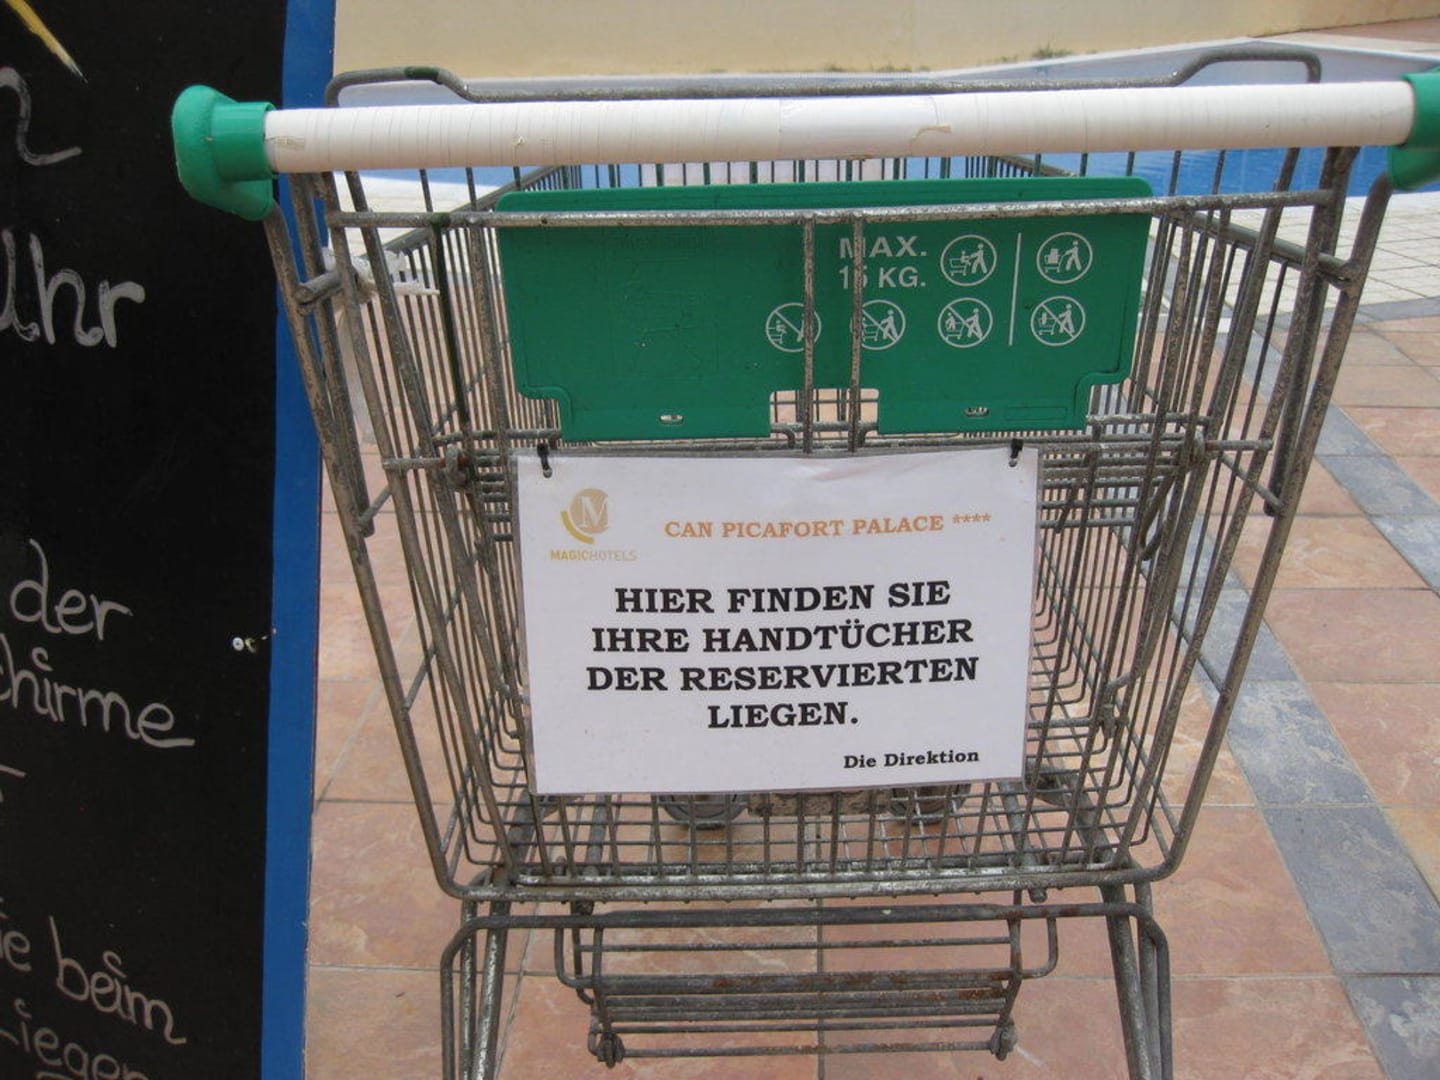 Uhr
der
beim
MAX.
15 KG.
M
MAGICHOTELS
CAN PICAFORT PALACE ****
HIER FINDEN SIE
IHRE HANDTÜCHER
DER RESERVIERTEN
LIEGEN.
Die Direktion